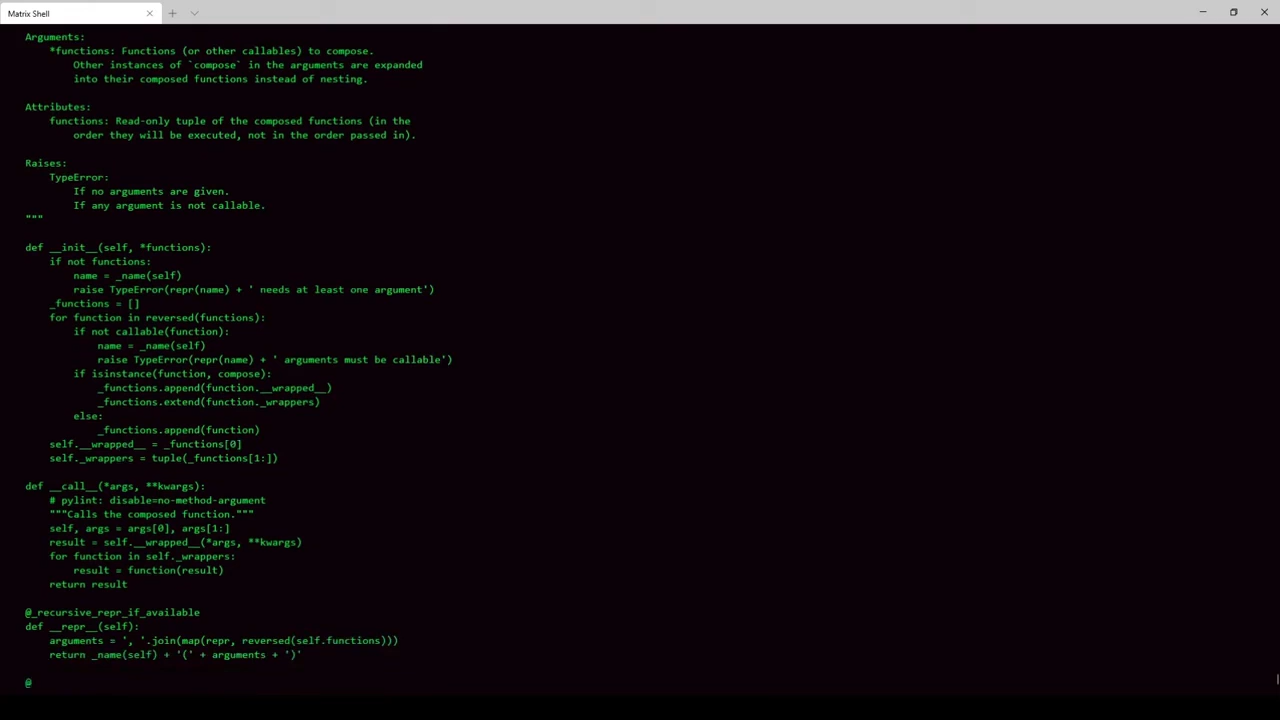 Matrix Shell
Arguments:
    *functions: Functions (or other callables) to compose.
        Other instances of `compose` in the arguments are expanded
        into their composed functions instead of nesting.
Attributes:
    functions: Read-only tuple of the composed functions (in the
        order they will be executed, not in the order passed in).
Raises:
    TypeError:
        If no arguments are given.
        If any argument is not callable.
"""
def __init__(self, *functions):
    if not functions:
        name = _name(self)
        raise TypeError(repr(name) + ' needs at least one argument')
    _functions = []
    for function in reversed(functions):
        if not callable(function):
            name = _name(self)
            raise TypeError(repr(name) + ' arguments must be callable')
        if isinstance(function, compose):
            _functions.append(function.__wrapped__)
            _functions.extend(function._wrappers)
        else:
            _functions.append(function)
    self.__wrapped__ = _functions[0]
    self._wrappers = tuple(_functions[1:])
def __call__(*args, **kwargs):
    # pylint: disable=no-method-argument
    """Calls the composed function."""
    self, args = args[0], args[1:]
    result = self.__wrapped__(*args, **kwargs)
    for function in self._wrappers:
        result = function(result)
    return result
@_recursive_repr_if_available
def __repr__(self):
    arguments = ', '.join(map(repr, reversed(self.functions)))
    return _name(self) + '(' + arguments + ')'
@